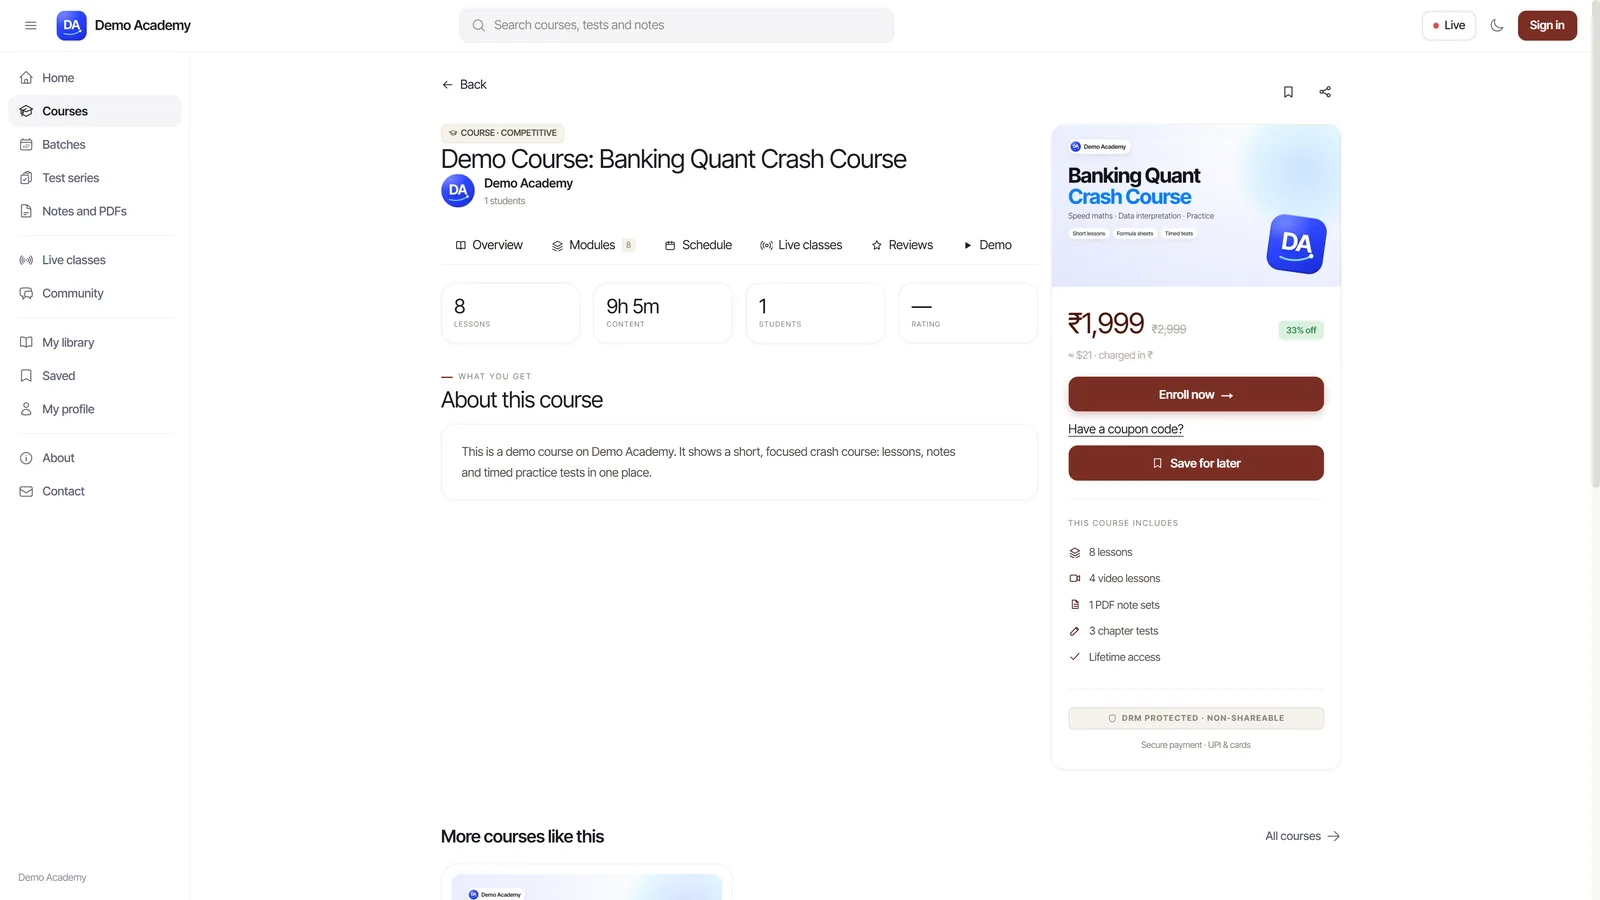 DA Demo Academy
Search courses, tests and notes
Live
Sign in
Home
Courses
Batches
Test series
Notes and PDFs
Live classes
Community
My library
Saved
My profile
About
Contact
Demo Academy
Back
COURSE · COMPETITIVE
Demo Course: Banking Quant Crash Course
DA
Demo Academy
1 students
Overview
Modules 8
Schedule
Live classes
Reviews
Demo
8
LESSONS
9h 5m
CONTENT
1
STUDENTS
—
RATING
WHAT YOU GET
About this course
This is a demo course on Demo Academy. It shows a short, focused crash course: lessons, notes
and timed practice tests in one place.
DA Demo Academy
Banking Quant
Crash Course
Speed maths · Data interpretation · Practice
Short lessons Formula sheets Timed tests
DA
₹1,999 ₹2,999 33% off
≈ $21 · charged in ₹
Enroll now →
Have a coupon code?
Save for later
THIS COURSE INCLUDES
8 lessons
4 video lessons
1 PDF note sets
3 chapter tests
Lifetime access
DRM PROTECTED · NON-SHAREABLE
Secure payment · UPI & cards
More courses like this
All courses
DA Demo Academy